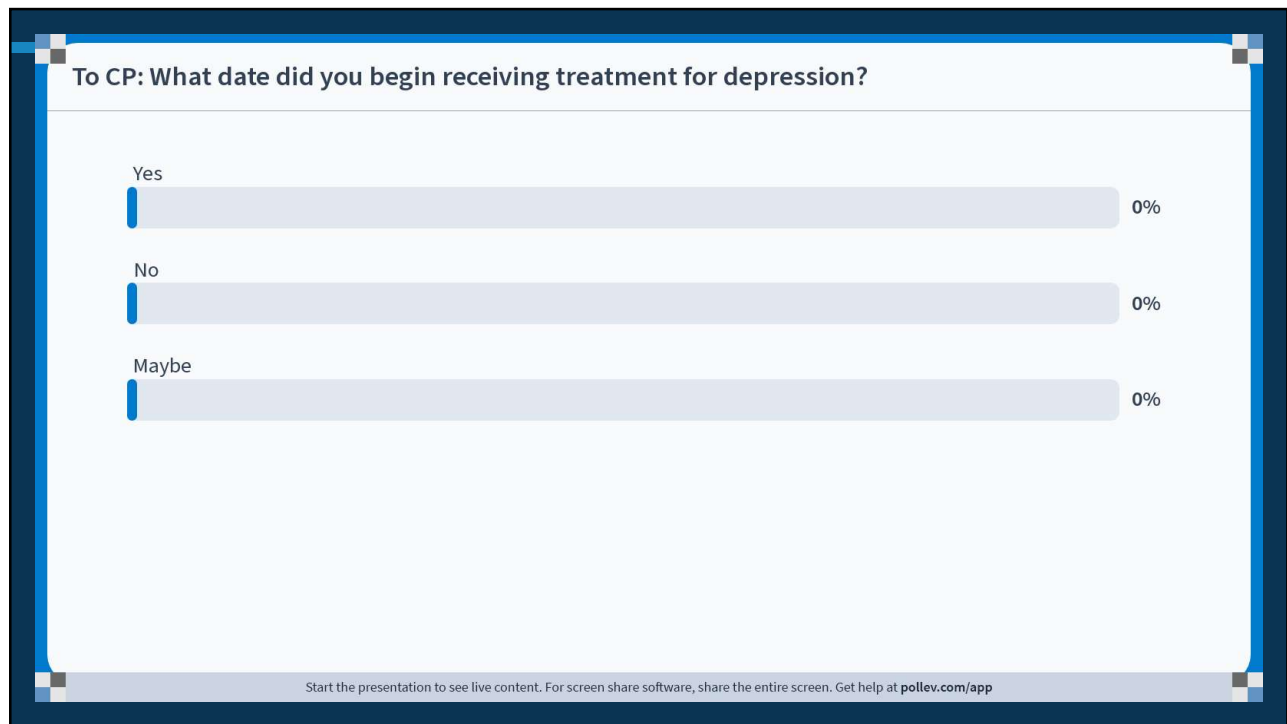 To CP: What date did you begin receiving treatment for depression?
Yes
0%
No
0%
Maybe
0%
Start the presentation to see live content. For screen share software, share the entire screen. Get help at pollev.com/app